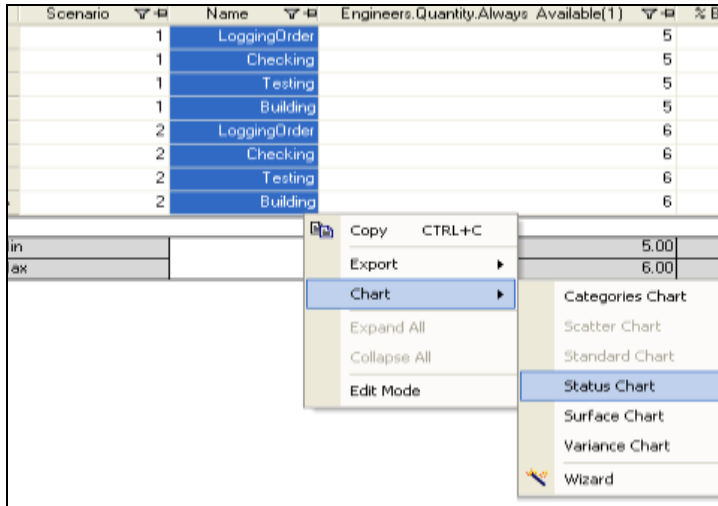 Scenario Name Engineers.Quantity.Always Available(1) % E
1 LoggingOrder 5
1 Checking 5
1 Testing 5
1 Building 5
2 LoggingOrder 6
2 Checking 6
2 Testing 6
2 Building 6
Copy CTRL+C
in 5.00
Export
ax 6.00
Chart
Categories Chart
Expand All
Scatter Chart
Collapse All
Standard Chart
Edit Mode
Status Chart
Surface Chart
Variance Chart
Wizard